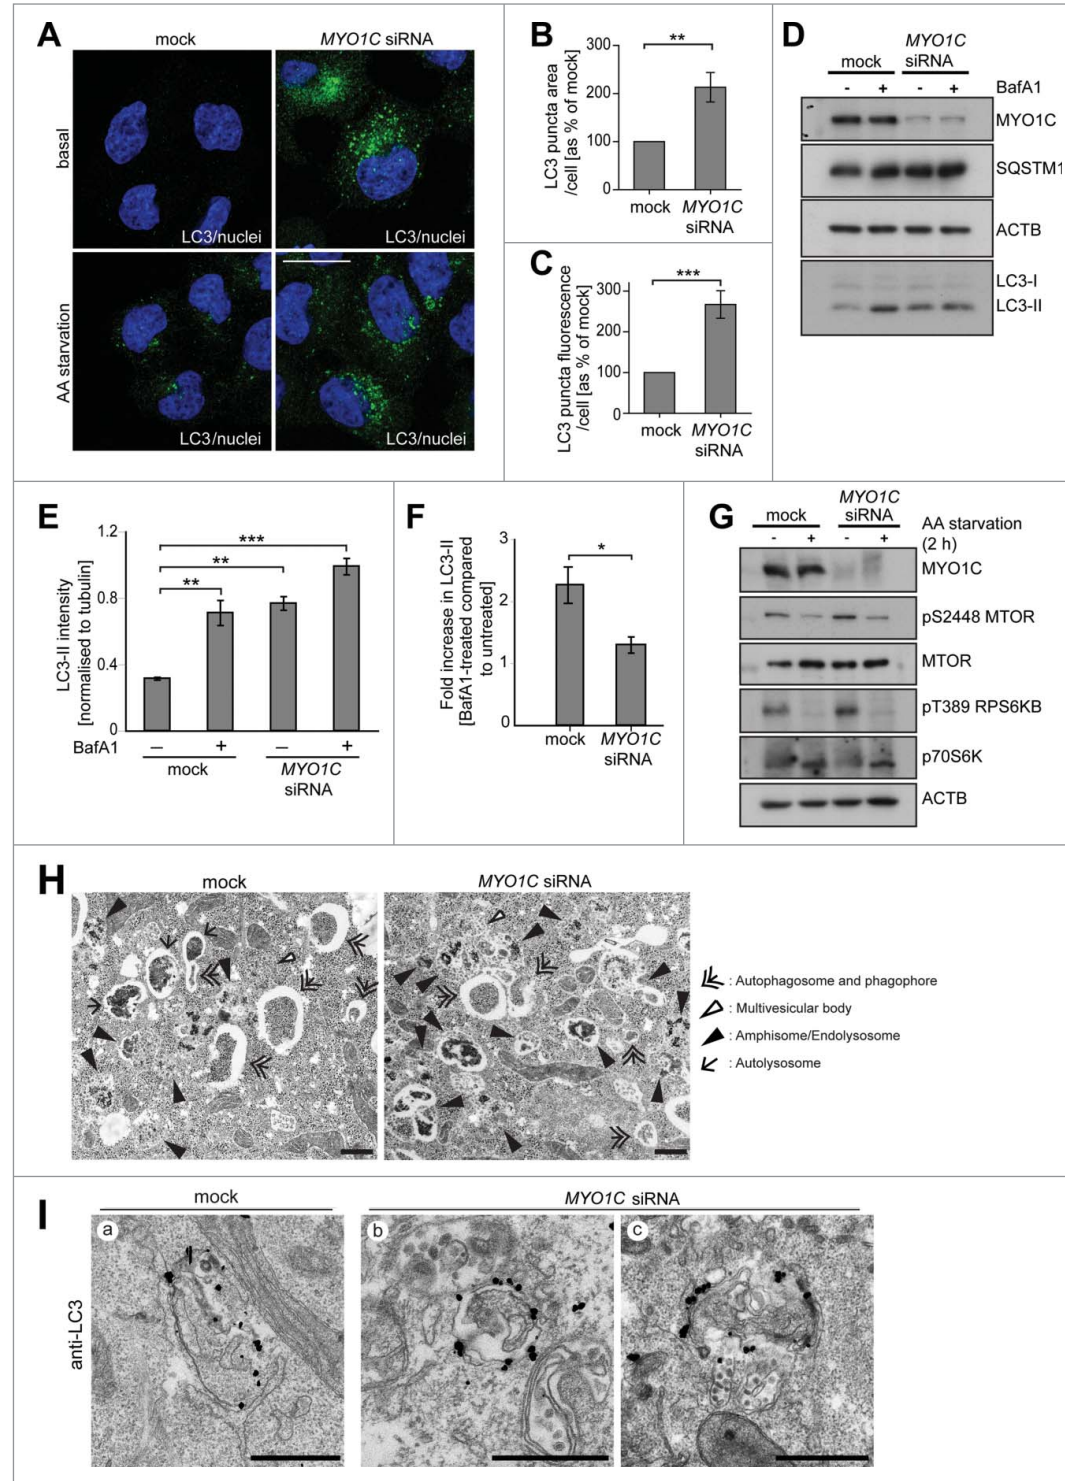 A
mock
MYO1C siRNA
basal
LC3/nuclei
LC3/nuclei
AA starvation
LC3/nuclei
LC3/nuclei
B
LC3 puncta area
/cell [as % of mock]
300
200
100
0
**
mock
MYO1C
siRNA
C
LC3 puncta fluorescence
/cell [as % of mock]
300
200
100
0
***
mock
MYO1C
siRNA
D
mock
MYO1C
siRNA
- + - +
BafA1
MYO1C
SQSTM1
ACTB
LC3-I
LC3-II
E
LC3-II intensity
[normalised to tubulin]
1.2
0.8
0.4
0
***
**
**
BafA1
– + – +
mock
MYO1C
siRNA
F
Fold increase in LC3-II
[BafA1-treated compared
to untreated]
3
2
1
0
*
mock
MYO1C
siRNA
G
mock
MYO1C
siRNA
- + - +
AA starvation
(2 h)
MYO1C
pS2448 MTOR
MTOR
pT389 RPS6KB
p70S6K
ACTB
H
mock
MYO1C siRNA
: Autophagosome and phagophore
: Multivesicular body
: Amphisome/Endolysosome
: Autolysosome
I
mock
MYO1C siRNA
anti-LC3
a
b
c